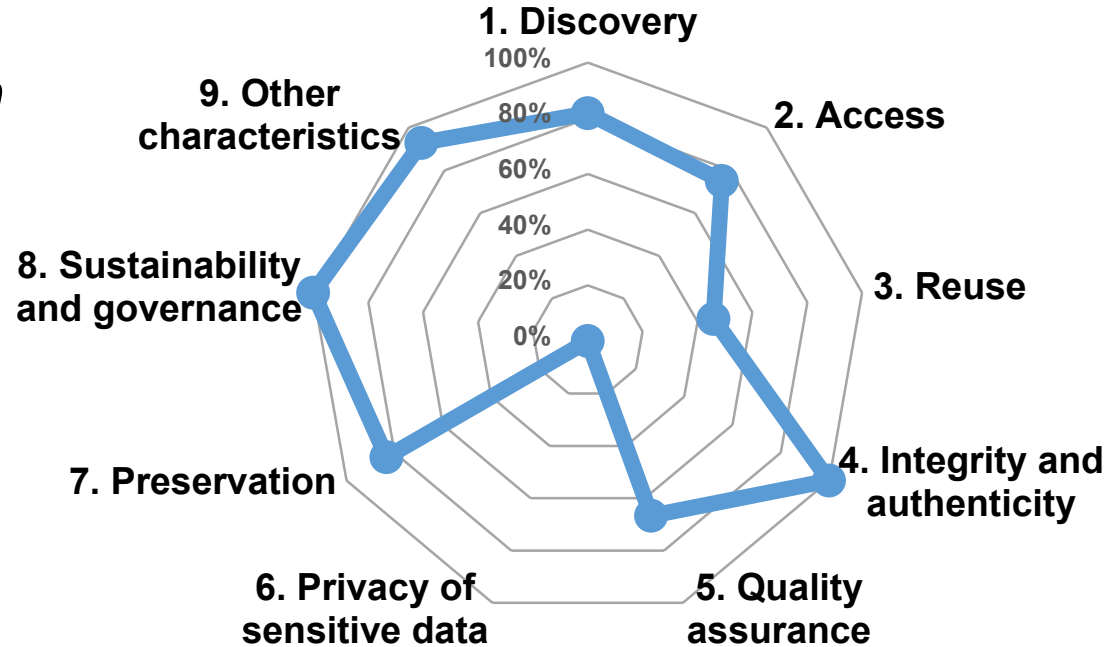 1. Discovery
100%
80%
60%
40%
20%
0%
2. Access
3. Reuse
4. Integrity and
authenticity
5. Quality
assurance
6. Privacy of
sensitive data
7. Preservation
8. Sustainability
and governance
9. Other
characteristics